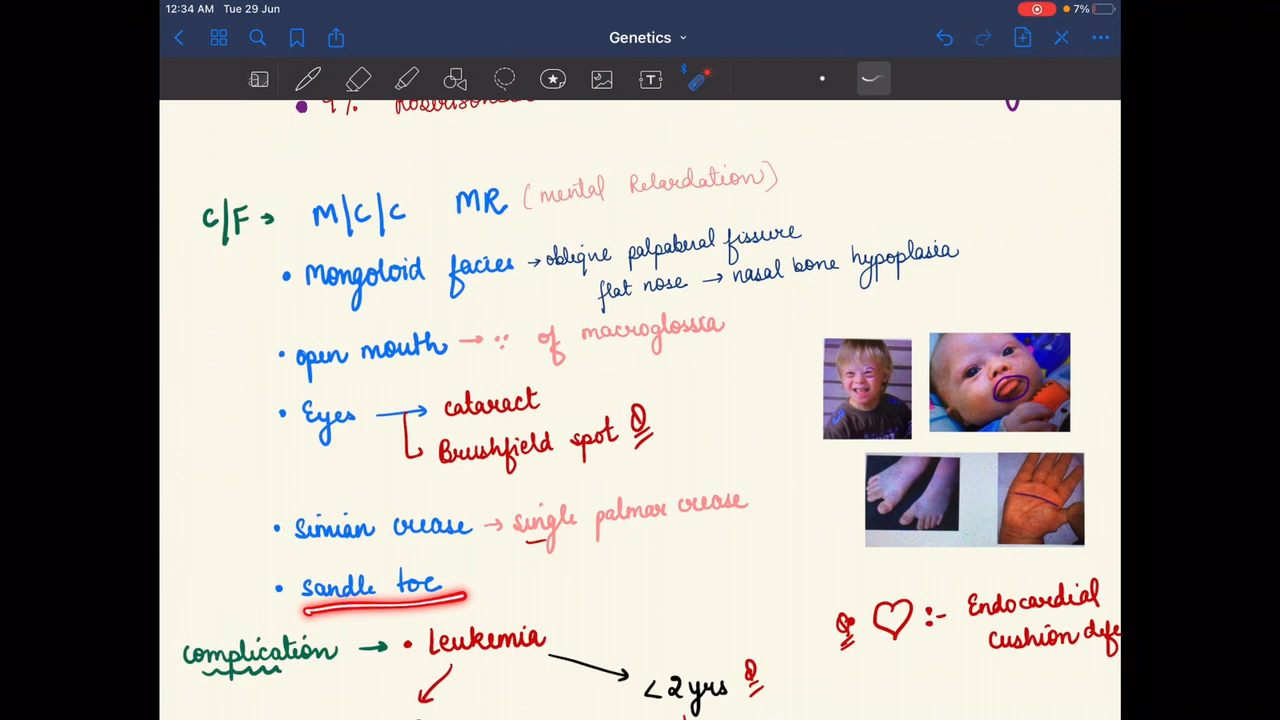 12:34 AM Tue 29 Jun
7%
Genetics
T
C/F → M/C/C MR (mental Retardation)
• Mongoloid facies → oblique palpaberal fissure
flat nose → nasal bone hypoplasia
• open mouth → ∵ of macroglossia
• Eyes → cataract
Brushfield spot Q
• Simian crease → single palmar crease
• sandle toe
Q ♡ :- Endocardial
cushion defe
complication → • Leukemia
< 2 yrs Q